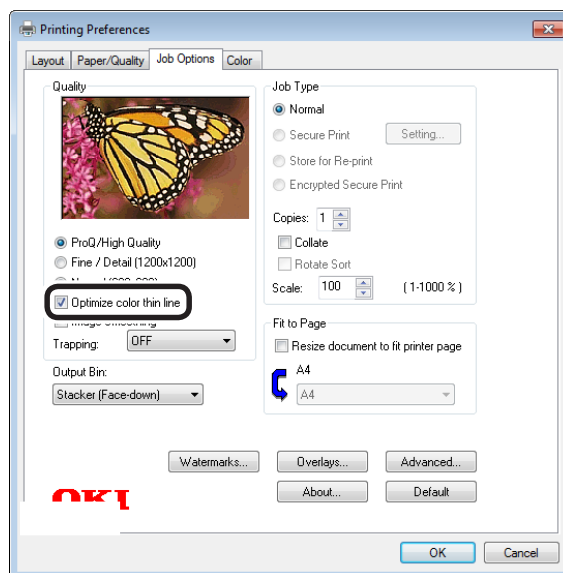 Printing Preferences
Layout Paper/Quality Job Options Color
Quality
ProQ/High Quality
Fine / Detail (1200x1200)
Optimize color thin line
Trapping: OFF
Output Bin:
Stacker (Face-down)
Job Type
Normal
Secure Print Setting...
Store for Re-print
Encrypted Secure Print
Copies: 1
Collate
Rotate Sort
Scale: 100 (1-1000 %)
Fit to Page
Resize document to fit printer page
A4
A4
Watermarks... Overlays... Advanced...
About... Default
OKI
OK Cancel